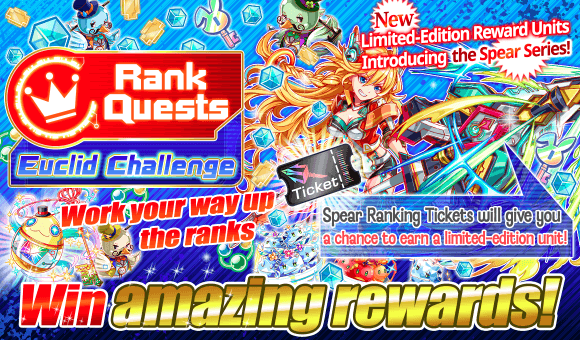 New
Limited-Edition Reward Units
Introducing the Spear Series!
Rank
Quests
Euclid Challenge
Ticket
Work your way up
the ranks
Spear Ranking Tickets will give you
a chance to earn a limited-edition unit!
Win amazing rewards!